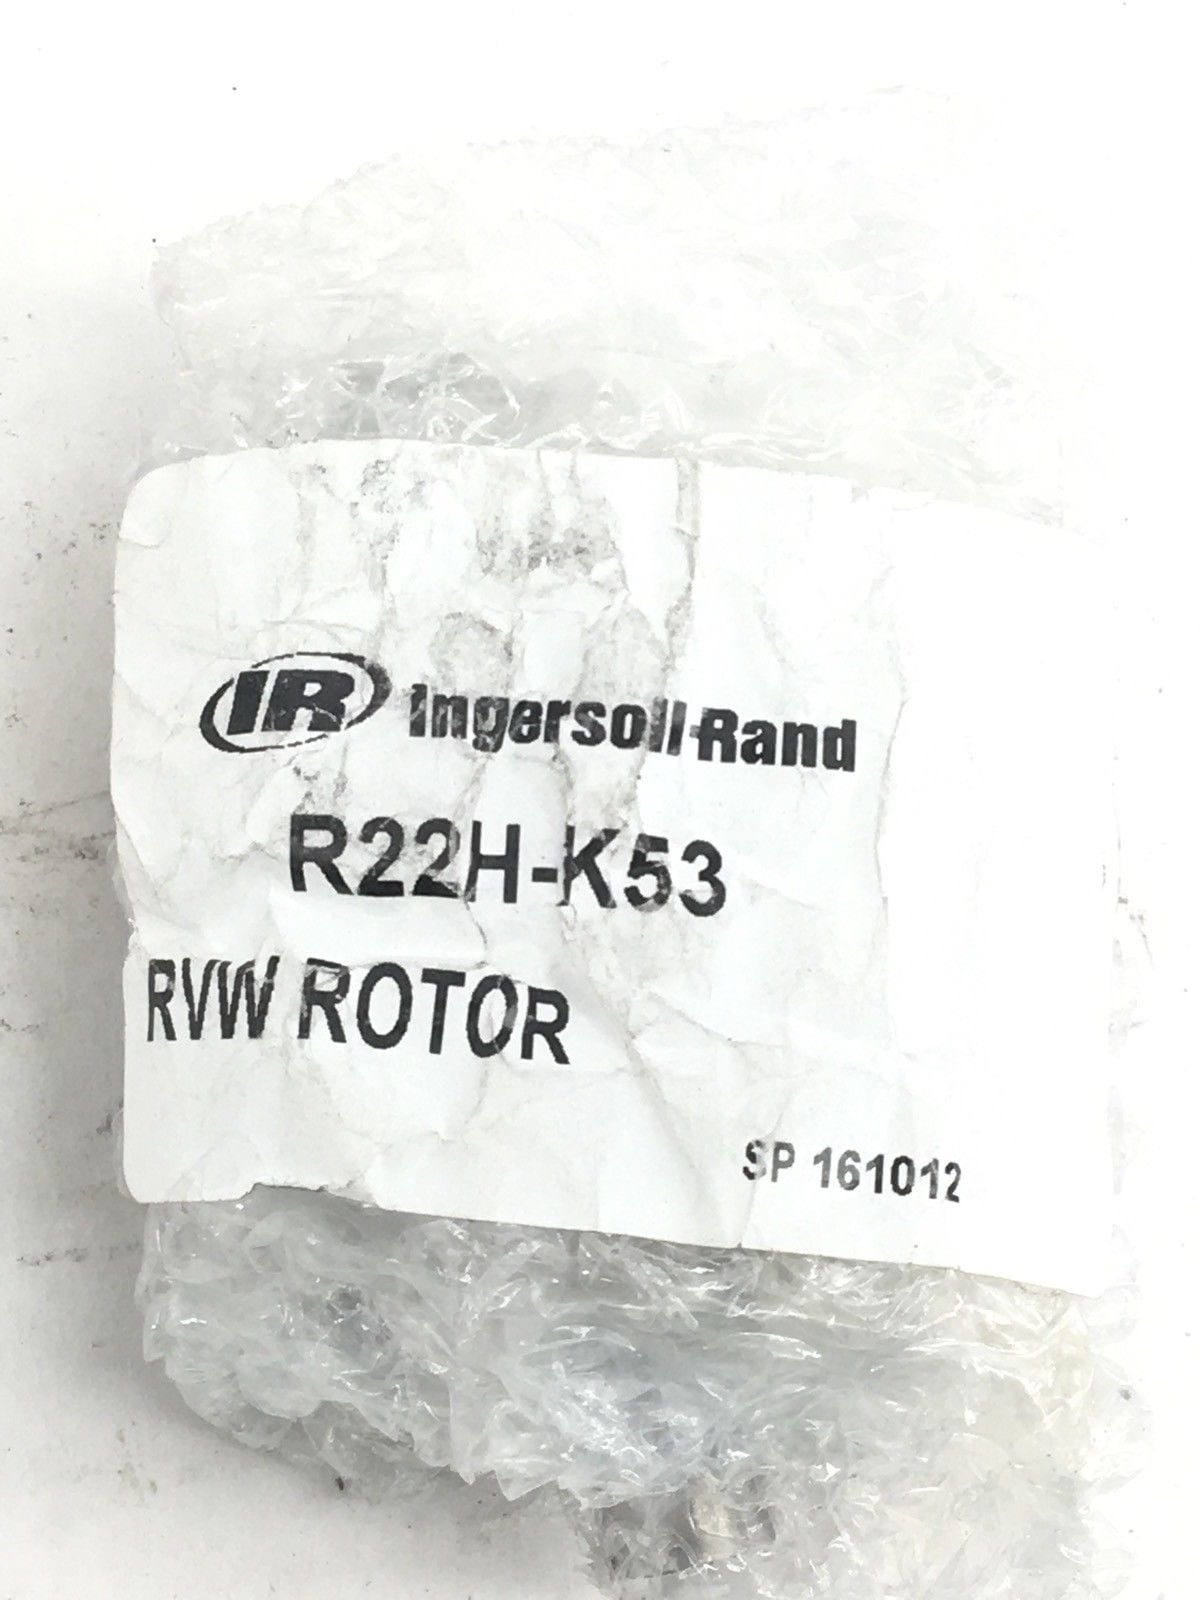 IR Ingersoll-Rand
R22H-K53
RVW ROTOR
SP 161012